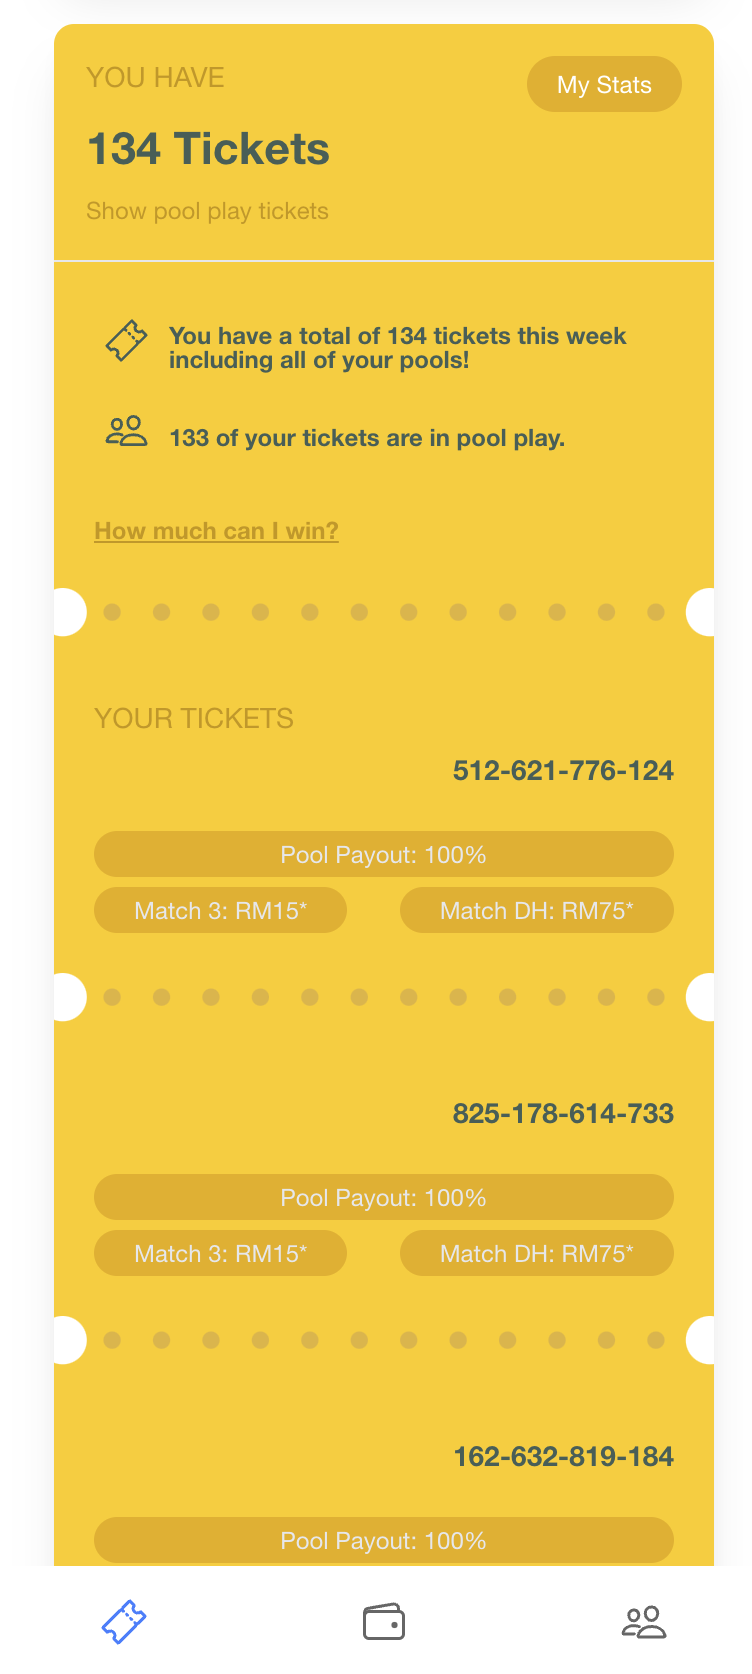 YOU HAVE
My Stats
134 Tickets
Show pool play tickets
You have a total of 134 tickets this week
including all of your pools!
133 of your tickets are in pool play.
How much can I win?
YOUR TICKETS
512-621-776-124
Pool Payout: 100%
Match 3: RM15*
Match DH: RM75*
825-178-614-733
Pool Payout: 100%
Match 3: RM15*
Match DH: RM75*
162-632-819-184
Pool Payout: 100%